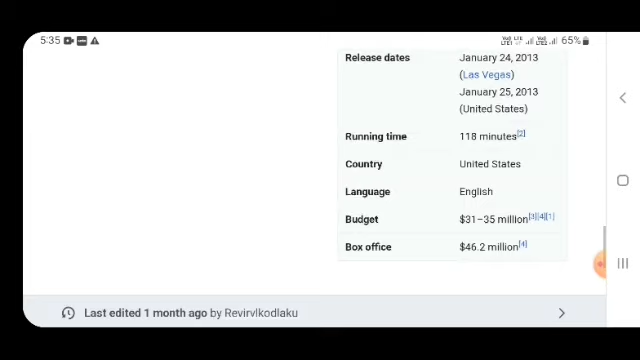 5:35
65%
Release dates January 24, 2013
(Las Vegas)
January 25, 2013
(United States)
Running time 118 minutes[2]
Country United States
Language English
Budget $31–35 million[3][4][1]
Box office $46.2 million[4]
Last edited 1 month ago by Revirvlkodlaku